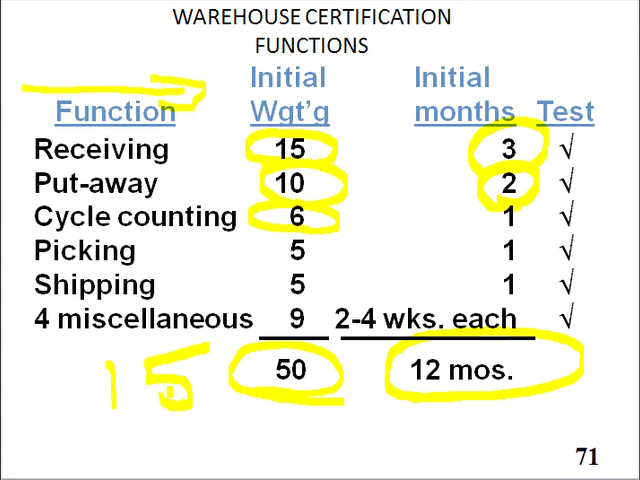 WAREHOUSE CERTIFICATION
FUNCTIONS
Initial Initial
Function Wgt'g months Test
Receiving 15 3 √
Put-away 10 2 √
Cycle counting 6 1 √
Picking 5 1 √
Shipping 5 1 √
4 miscellaneous 9 2-4 wks. each √
15 50 12 mos.
71